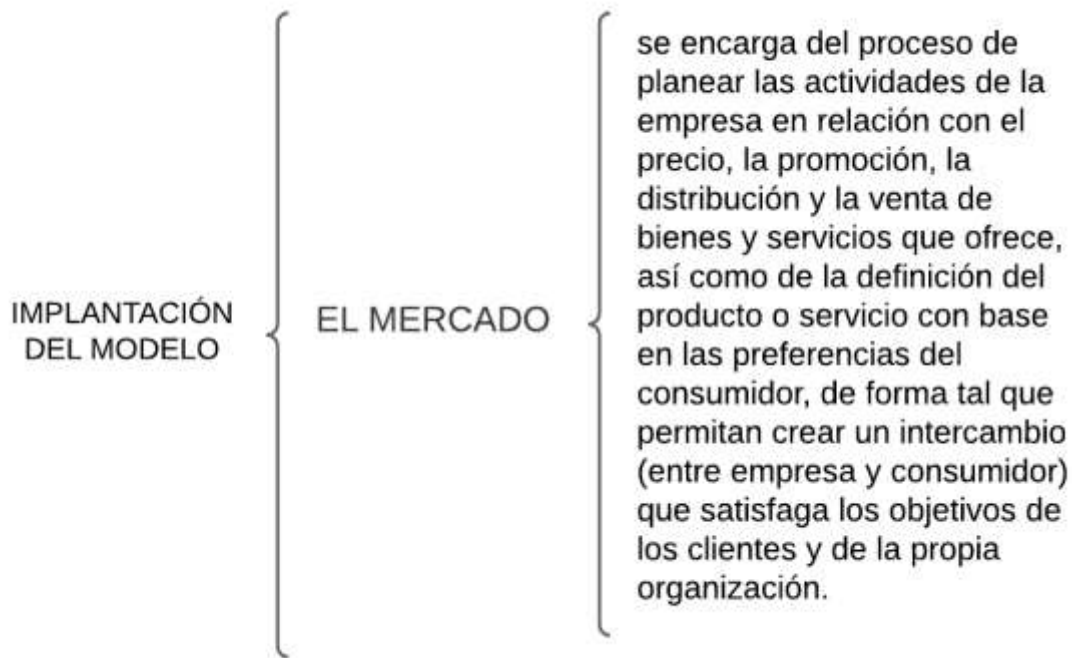 IMPLANTACIÓN
DEL MODELO
EL MERCADO
se encarga del proceso de
planear las actividades de la
empresa en relación con el
precio, la promoción, la
distribución y la venta de
bienes y servicios que ofrece,
así como de la definición del
producto o servicio con base
en las preferencias del
consumidor, de forma tal que
permitan crear un intercambio
(entre empresa y consumidor)
que satisfaga los objetivos de
los clientes y de la propia
organización.